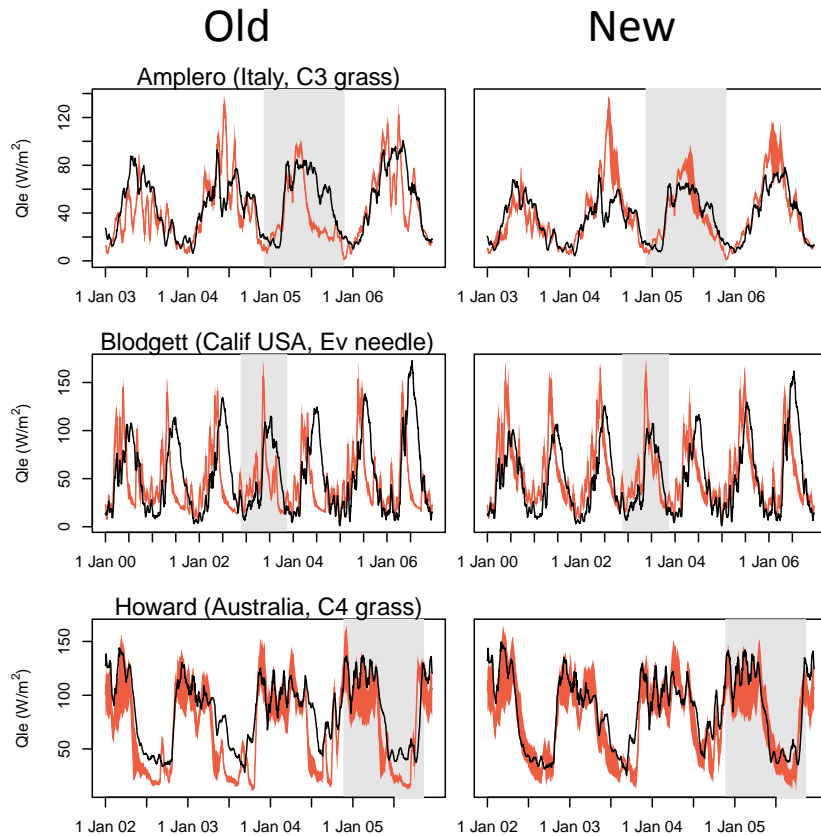 Old New
Amplero (Italy, C3 grass)
Qle (W/m²)
0 40 80 120
1 Jan 03 1 Jan 04 1 Jan 05 1 Jan 06
1 Jan 03 1 Jan 04 1 Jan 05 1 Jan 06
Blodgett (Calif USA, Ev needle)
Qle (W/m²)
0 50 100 150
1 Jan 00 1 Jan 02 1 Jan 04 1 Jan 06
1 Jan 00 1 Jan 02 1 Jan 04 1 Jan 06
Howard (Australia, C4 grass)
Qle (W/m²)
50 100 150
1 Jan 02 1 Jan 03 1 Jan 04 1 Jan 05
1 Jan 02 1 Jan 03 1 Jan 04 1 Jan 05